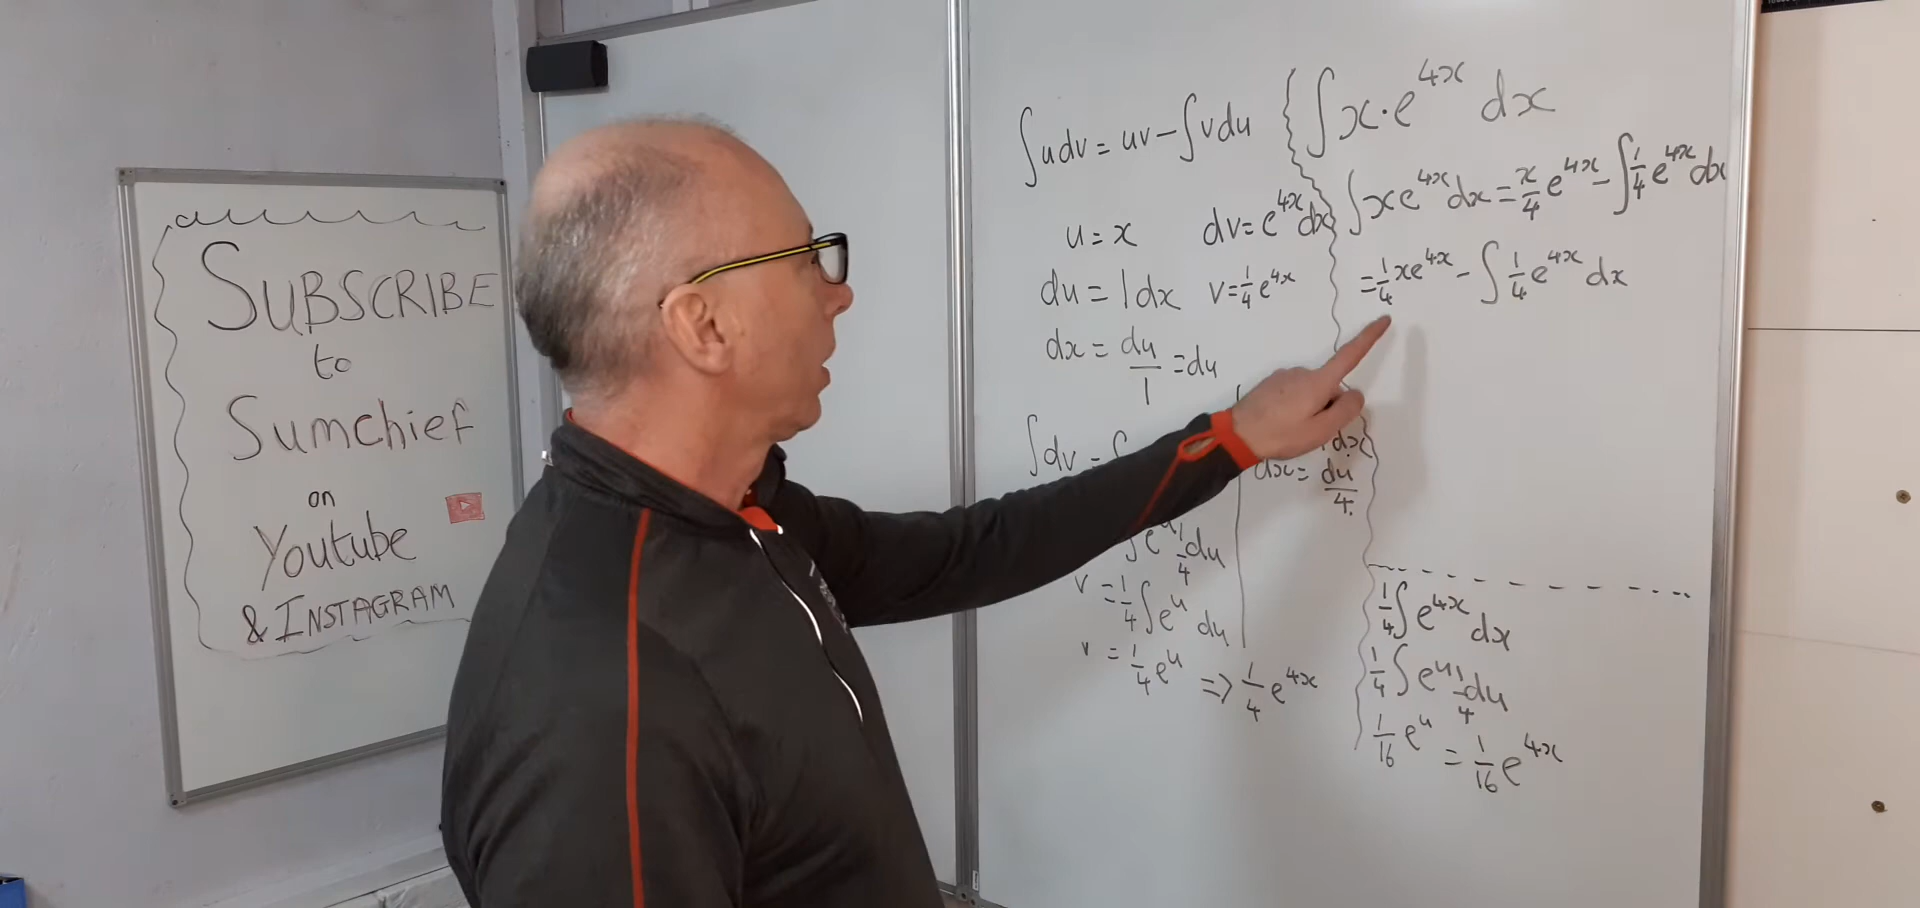 SUBSCRIBE
to
Sumchief
on
Youtube
& INSTAGRAM
∫udv = uv - ∫vdu
u = x dv = e^{4x}dx
du = 1dx v = 1/4 e^{4x}
dx = du/1 = du
∫dv = ∫
dx = du/4
∫e^u 1/4 du
v = 1/4 ∫e^u du
v = 1/4 e^u => 1/4 e^{4x}
∫x·e^{4x} dx
∫xe^{4x}dx = x/4 e^{4x} - ∫1/4 e^{4x}dx
= 1/4 xe^{4x} - ∫1/4 e^{4x} dx
1/4 ∫e^{4x} dx
1/4 ∫e^u 1/4 du
1/16 e^u = 1/16 e^{4x}